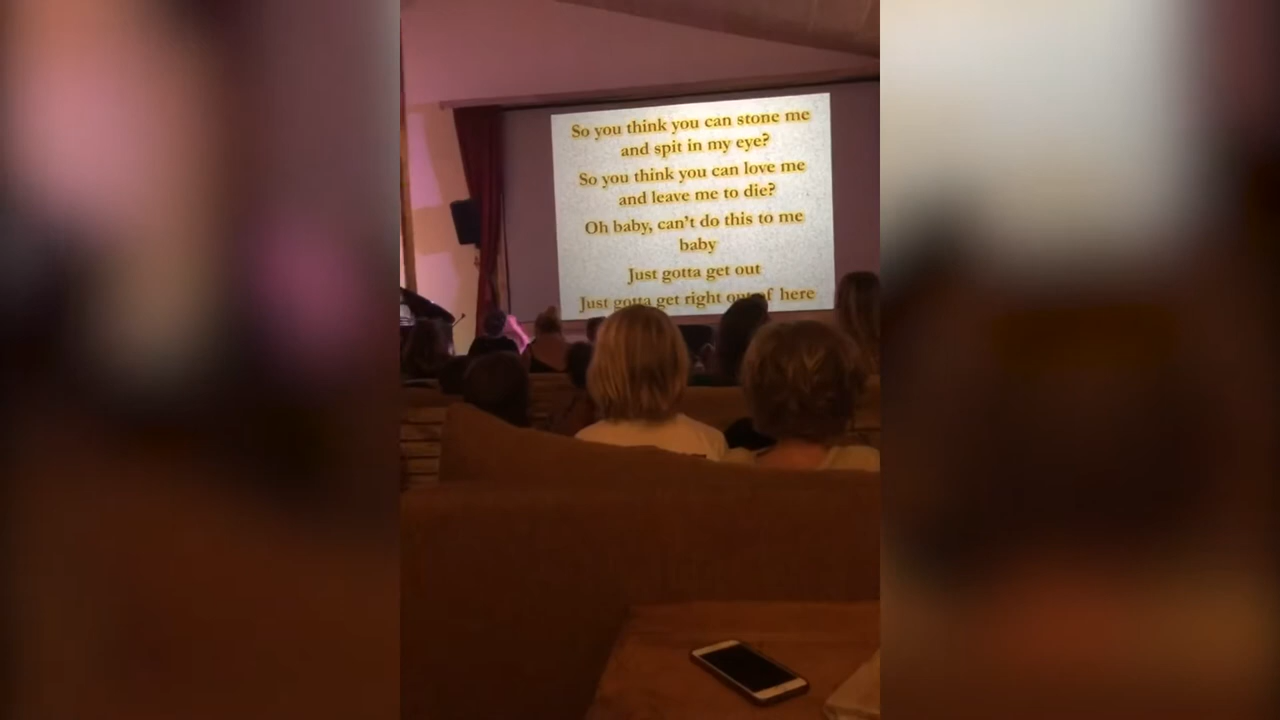 So you think you can stone me
and spit in my eye?
So you think you can love me
and leave me to die?
Oh baby, can't do this to me
baby
Just gotta get out
Just gotta get right out of here